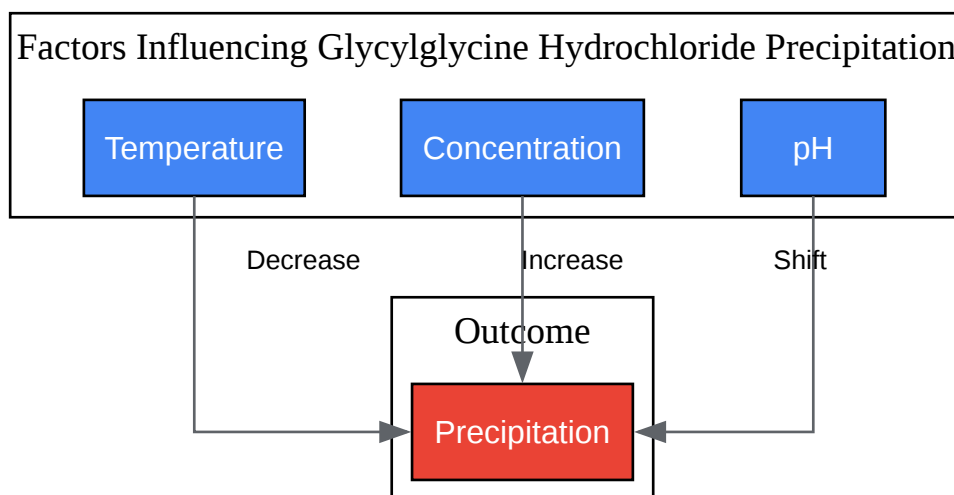 Factors Influencing Glycylglycine Hydrochloride Precipitation
Temperature
Concentration
pH
Decrease
Increase
Shift
Outcome
Precipitation